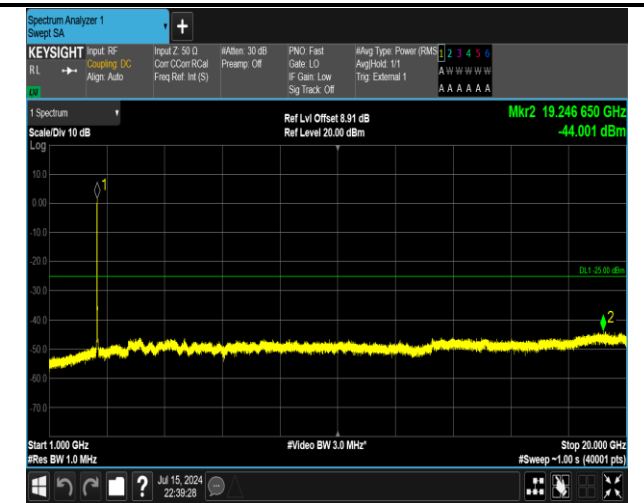 Spectrum Analyzer 1
Swept SA
+
KEYSIGHT
RL
Input: RF
Coupling: DC
Align: Auto
Input Z: 50 Ω
Corr CCorr RCal
Freq Ref: Int (S)
#Atten: 30 dB
Preamp: Off
PNO: Fast
Gate: LO
IF Gain: Low
Sig Track: Off
#Avg Type: Power (RMS
Avg|Hold: 1/1
Trig: External 1
1 2 3 4 5 6
A W W W W W
A A A A A A
1 Spectrum
Scale/Div 10 dB
Log
Ref Lvl Offset 8.91 dB
Ref Level 20.00 dBm
Mkr2 19.246 650 GHz
-44.001 dBm
10.0
0.00
-10.0
-20.0
-30.0
-40.0
-50.0
-60.0
-70.0
1
DL1 -25.00 dBm
2
Start 1.000 GHz
#Res BW 1.0 MHz
#Video BW 3.0 MHz*
Stop 20.000 GHz
#Sweep ~1.00 s (40001 pts)
?
Jul 15, 2024
22:39:28